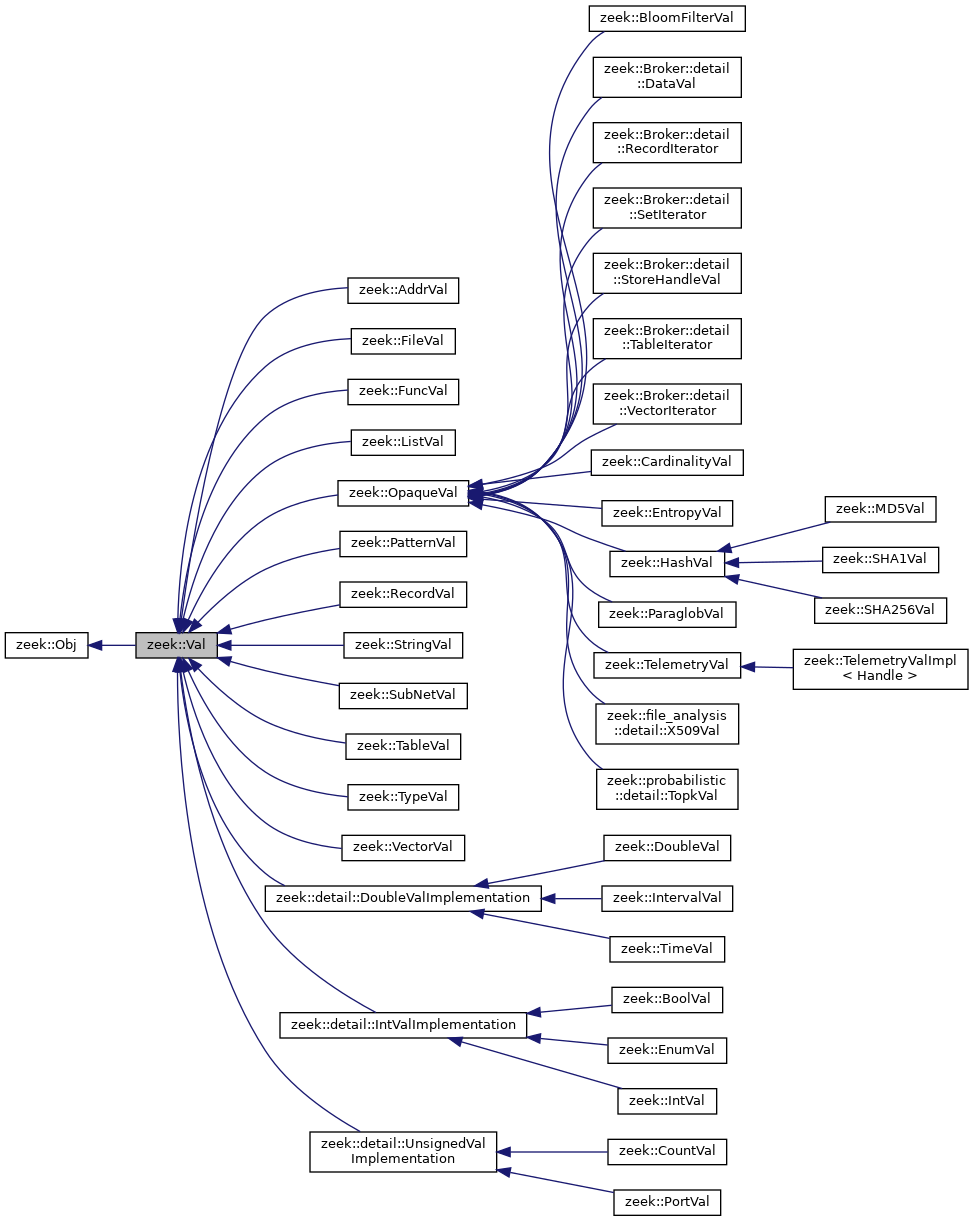 zeek::Obj
zeek::Val
zeek::AddrVal
zeek::FileVal
zeek::FuncVal
zeek::ListVal
zeek::OpaqueVal
zeek::PatternVal
zeek::RecordVal
zeek::StringVal
zeek::SubNetVal
zeek::TableVal
zeek::TypeVal
zeek::VectorVal
zeek::detail::DoubleValImplementation
zeek::detail::IntValImplementation
zeek::detail::UnsignedVal
Implementation
zeek::BloomFilterVal
zeek::Broker::detail
::DataVal
zeek::Broker::detail
::RecordIterator
zeek::Broker::detail
::SetIterator
zeek::Broker::detail
::StoreHandleVal
zeek::Broker::detail
::TableIterator
zeek::Broker::detail
::VectorIterator
zeek::CardinalityVal
zeek::EntropyVal
zeek::HashVal
zeek::ParaglobVal
zeek::TelemetryVal
zeek::file_analysis
::detail::X509Val
zeek::probabilistic
::detail::TopkVal
zeek::DoubleVal
zeek::IntervalVal
zeek::TimeVal
zeek::BoolVal
zeek::EnumVal
zeek::IntVal
zeek::CountVal
zeek::PortVal
zeek::MD5Val
zeek::SHA1Val
zeek::SHA256Val
zeek::TelemetryValImpl
< Handle >